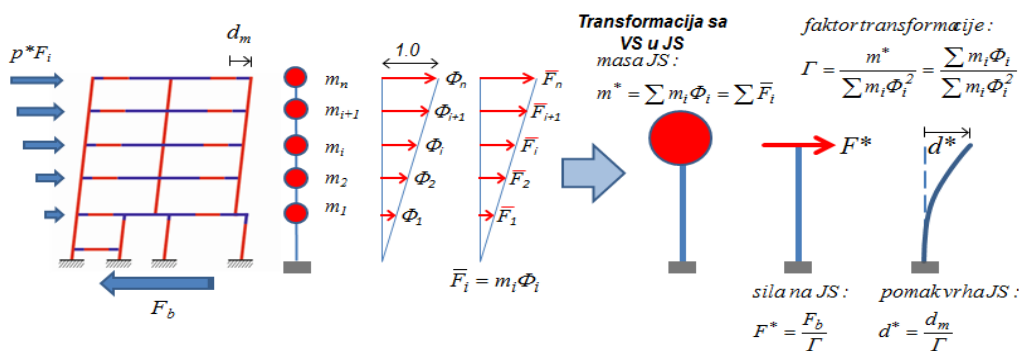 p*F_i
d_m
F_b
m_n
m_{i+1}
m_i
m_2
m_1
1.0
Φ_n
Φ_{i+1}
Φ_i
Φ_2
Φ_1
F̅_n
F̅_{i+1}
F̅_i
F̅_2
F̅_1
F̅_i = m_iΦ_i
Transformacija sa
VS u JS
masa JS :
m* = ∑ m_iΦ_i = ∑ F̅_i
faktor transformacije :
Γ = m* / ∑ m_iΦ_i^2 = ∑ m_iΦ_i / ∑ m_iΦ_i^2
F*
d*
sila na JS :
F* = F_b / Γ
pomak vrha JS :
d* = d_m / Γ